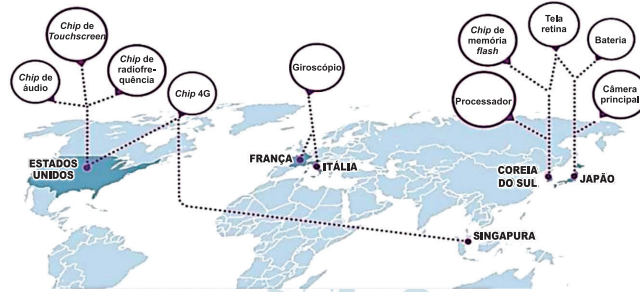 Chip de
Touchscreen
Chip de
áudio
Chip de
radiofre-
quência
Chip 4G
Giroscópio
Chip de
memória
flash
Tela
retina
Bateria
Processador
Câmera
principal
ESTADOS
UNIDOS
FRANÇA
ITÁLIA
COREIA
DO SUL
JAPÃO
SINGAPURA